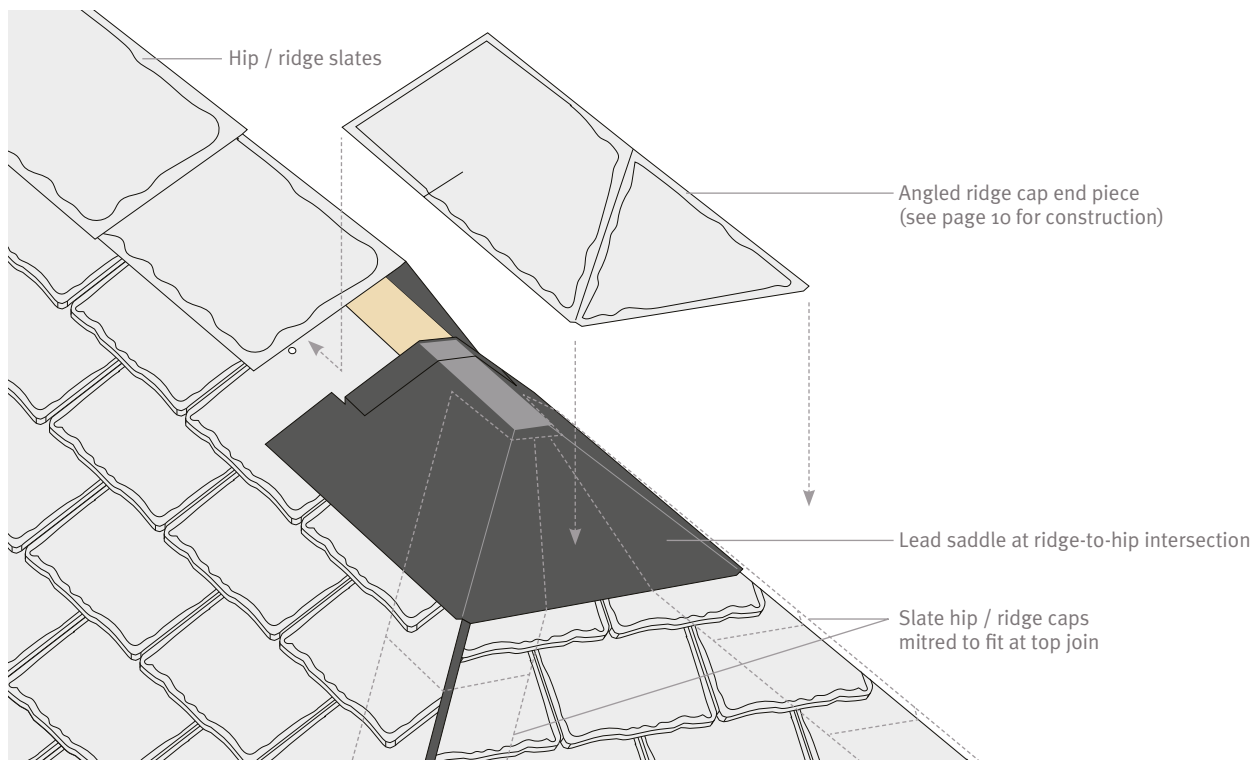 Hip / ridge slates
Angled ridge cap end piece
(see page 10 for construction)
Lead saddle at ridge-to-hip intersection
Slate hip / ridge caps
mitred to fit at top join